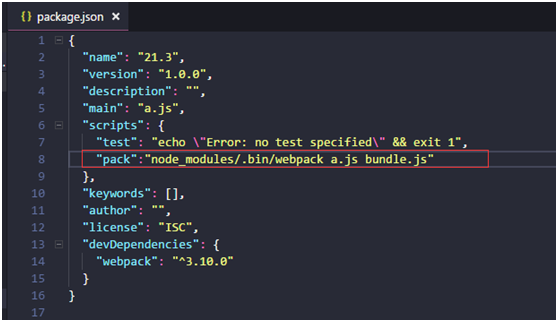 package.json ×
1 {
2 "name": "21.3",
3 "version": "1.0.0",
4 "description": "",
5 "main": "a.js",
6 "scripts": {
7 "test": "echo \"Error: no test specified\" && exit 1",
8 "pack":"node_modules/.bin/webpack a.js bundle.js"
9 },
10 "keywords": [],
11 "author": "",
12 "license": "ISC",
13 "devDependencies": {
14 "webpack": "^3.10.0"
15 }
16 }
17